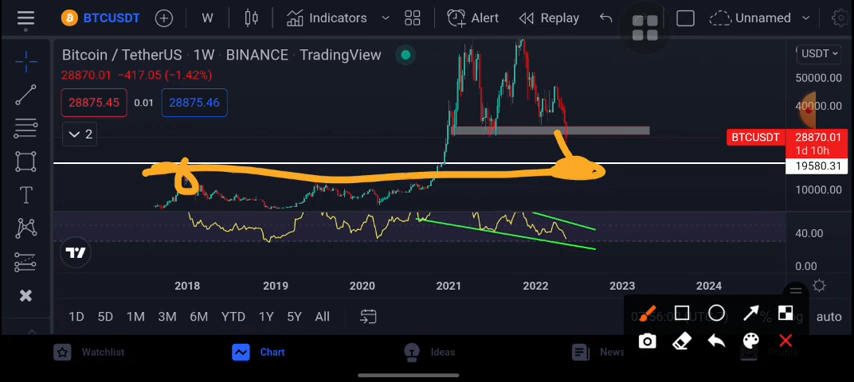 BTCUSDT W Indicators Alert Replay Unnamed
Bitcoin / TetherUS · 1W · BINANCE · TradingView
USDT
28870.01 −417.05 (−1.42%)
50000.00
28875.45 0.01 28875.46
40000.00
2
BTCUSDT 28870.01
1d 10h
19580.31
10000.00
T
40.00
0.00
2018 2019 2020 2021 2022 2023 2024
1D 5D 1M 3M 6M YTD 1Y 5Y All
% auto
Watchlist Chart Ideas News